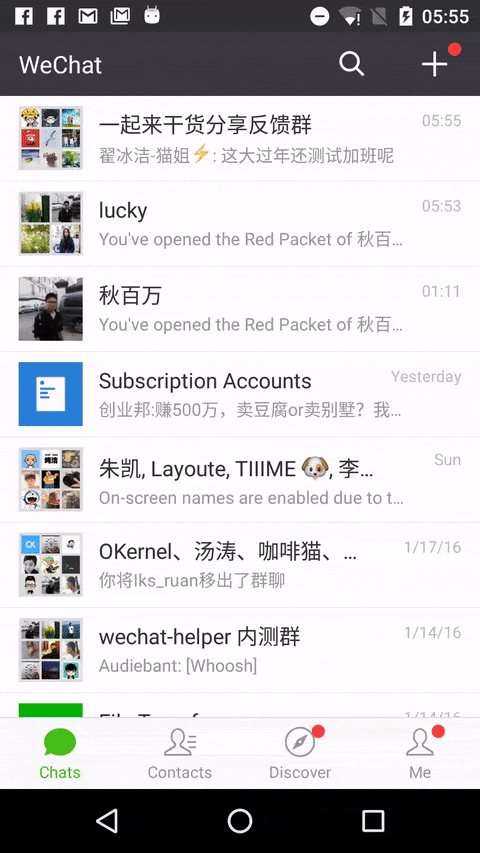 05:55
WeChat
一起来干货分享反馈群
05:55
翟冰洁-猫姐⚡: 这大过年还测试加班呢
lucky
05:53
You've opened the Red Packet of 秋百…
秋百万
01:11
You've opened the Red Packet of 秋百…
Subscription Accounts
Yesterday
创业邦:赚500万，卖豆腐or卖别墅？我…
朱凯, Layoute, TIIIME 🐶, 李…
Sun
On-screen names are enabled due to t…
OKernel、汤涛、咖啡猫、…
1/17/16
你将Iks_ruan移出了群聊
wechat-helper 内测群
1/14/16
Audiebant: [Whoosh]
1/14/16
Chats
Contacts
Discover
Me